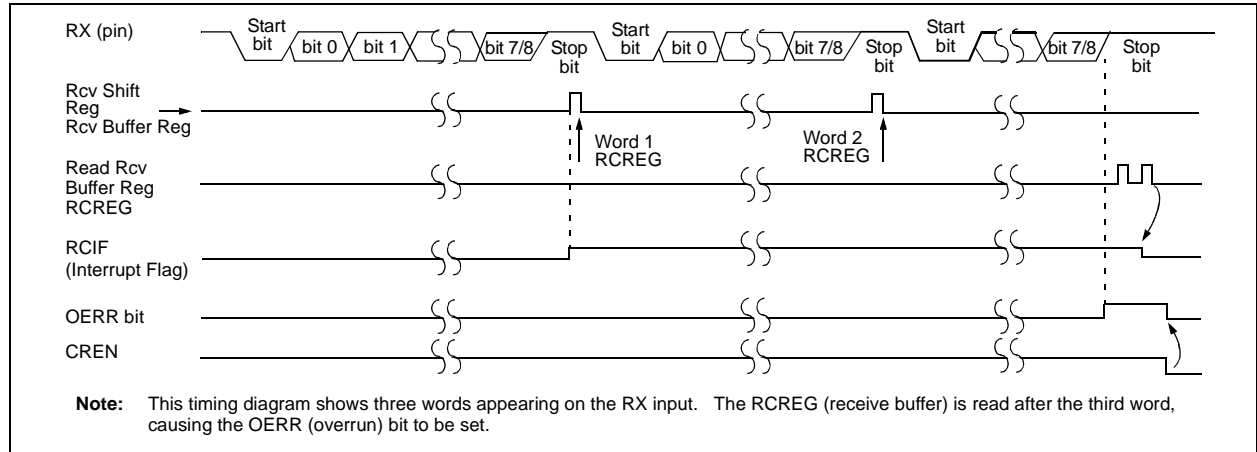 RX (pin)
Start
bit
bit 0
bit 1
bit 7/8
Stop
bit
Start
bit
bit 0
bit 7/8
Stop
bit
Start
bit
bit 7/8
Stop
bit
Rcv Shift
Reg
Rcv Buffer Reg
Word 1
RCREG
Word 2
RCREG
Read Rcv
Buffer Reg
RCREG
RCIF
(Interrupt Flag)
OERR bit
CREN
Note: This timing diagram shows three words appearing on the RX input. The RCREG (receive buffer) is read after the third word,
causing the OERR (overrun) bit to be set.